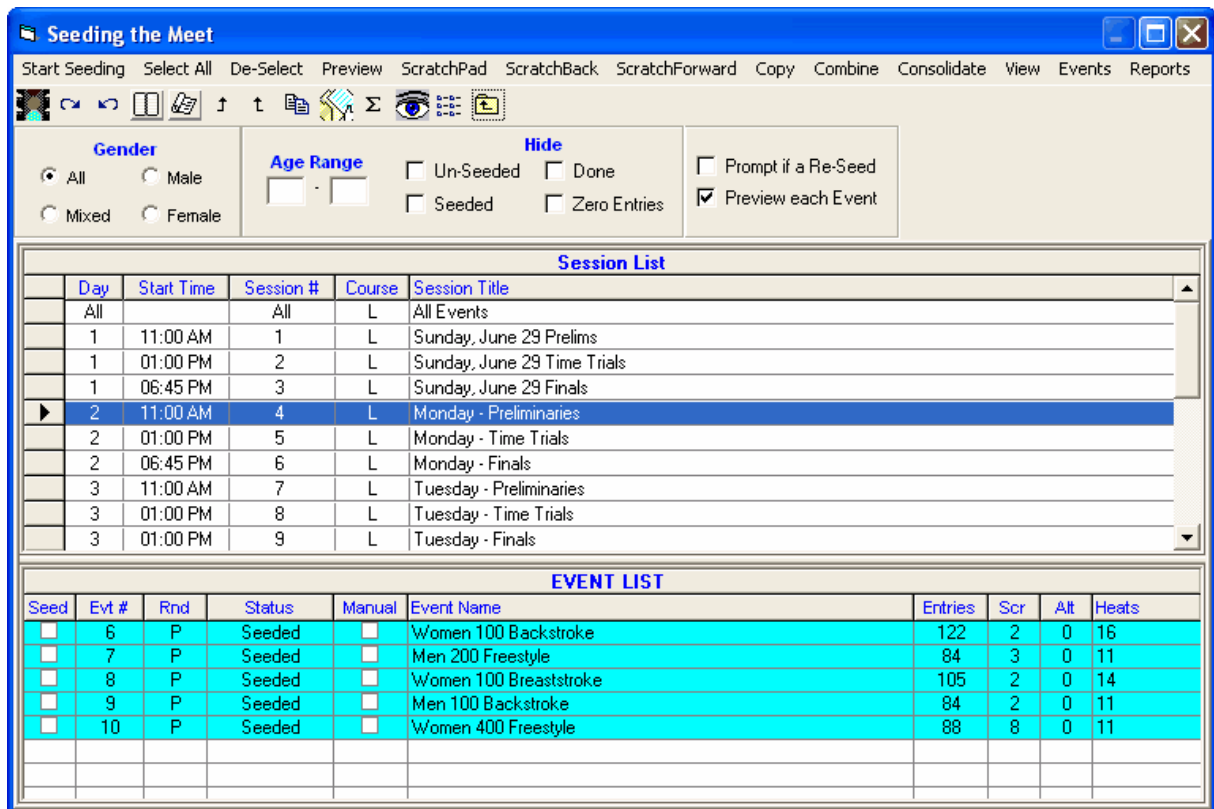 Seeding the Meet
Start Seeding Select All De-Select Preview ScratchPad ScratchBack ScratchForward Copy Combine Consolidate View Events Reports
Gender
All Male
Mixed Female
Age Range
-
Hide
Un-Seeded Done
Seeded Zero Entries
Prompt if a Re-Seed
Preview each Event
Session List
Day Start Time Session # Course Session Title
All All L All Events
1 11:00 AM 1 L Sunday, June 29 Prelims
1 01:00 PM 2 L Sunday, June 29 Time Trials
1 06:45 PM 3 L Sunday, June 29 Finals
2 11:00 AM 4 L Monday - Preliminaries
2 01:00 PM 5 L Monday - Time Trials
2 06:45 PM 6 L Monday - Finals
3 11:00 AM 7 L Tuesday - Preliminaries
3 01:00 PM 8 L Tuesday - Time Trials
3 01:00 PM 9 L Tuesday - Finals
EVENT LIST
Seed Evt # Rnd Status Manual Event Name Entries Scr Alt Heats
6 P Seeded Women 100 Backstroke 122 2 0 16
7 P Seeded Men 200 Freestyle 84 3 0 11
8 P Seeded Women 100 Breaststroke 105 2 0 14
9 P Seeded Men 100 Backstroke 84 2 0 11
10 P Seeded Women 400 Freestyle 88 8 0 11